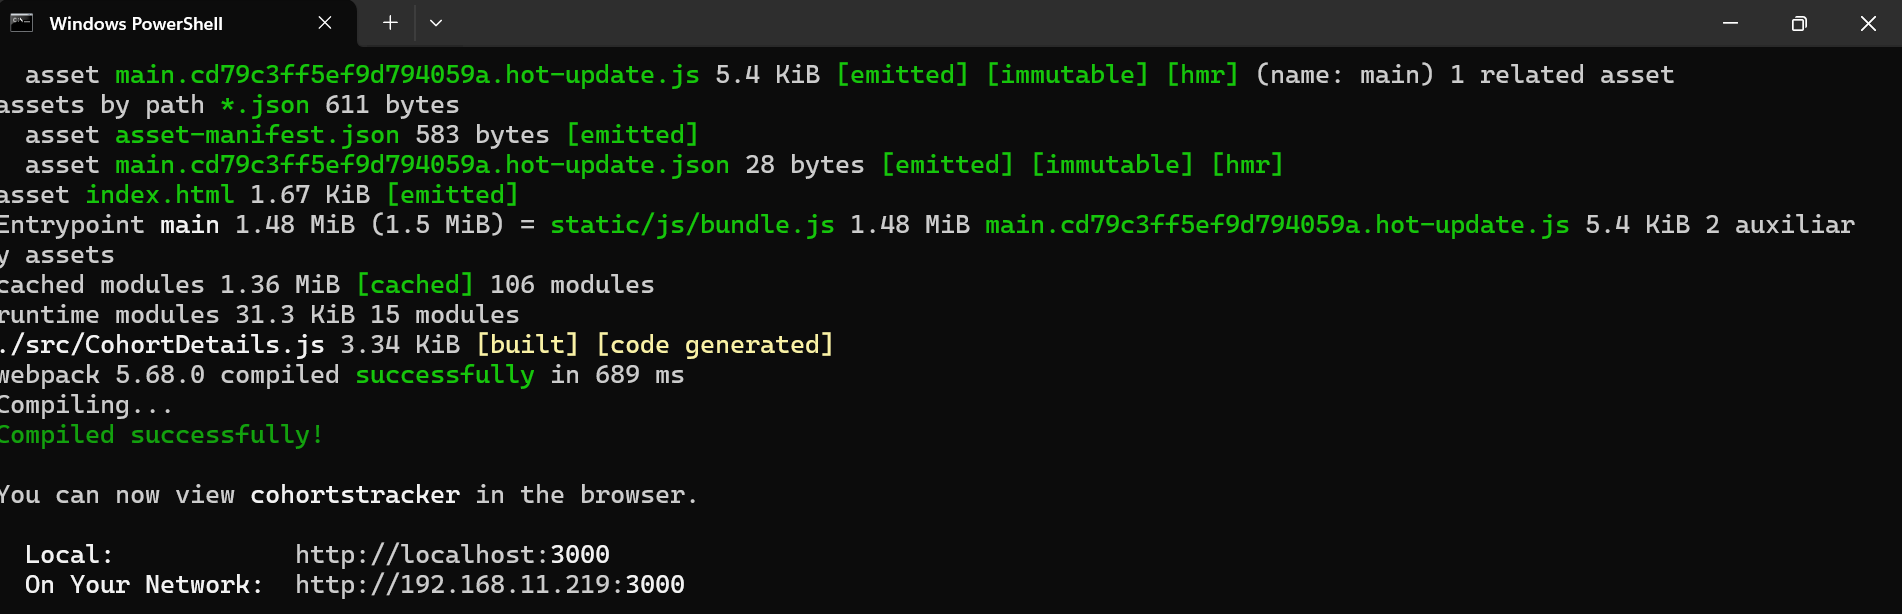 Windows PowerShell
asset main.cd79c3ff5ef9d794059a.hot-update.js 5.4 KiB [emitted] [immutable] [hmr] (name: main) 1 related asset
assets by path *.json 611 bytes
asset asset-manifest.json 583 bytes [emitted]
asset main.cd79c3ff5ef9d794059a.hot-update.json 28 bytes [emitted] [immutable] [hmr]
asset index.html 1.67 KiB [emitted]
Entrypoint main 1.48 MiB (1.5 MiB) = static/js/bundle.js 1.48 MiB main.cd79c3ff5ef9d794059a.hot-update.js 5.4 KiB 2 auxiliar
y assets
cached modules 1.36 MiB [cached] 106 modules
runtime modules 31.3 KiB 15 modules
./src/CohortDetails.js 3.34 KiB [built] [code generated]
webpack 5.68.0 compiled successfully in 689 ms
Compiling...
Compiled successfully!
You can now view cohortstracker in the browser.
Local: http://localhost:3000
On Your Network: http://192.168.11.219:3000